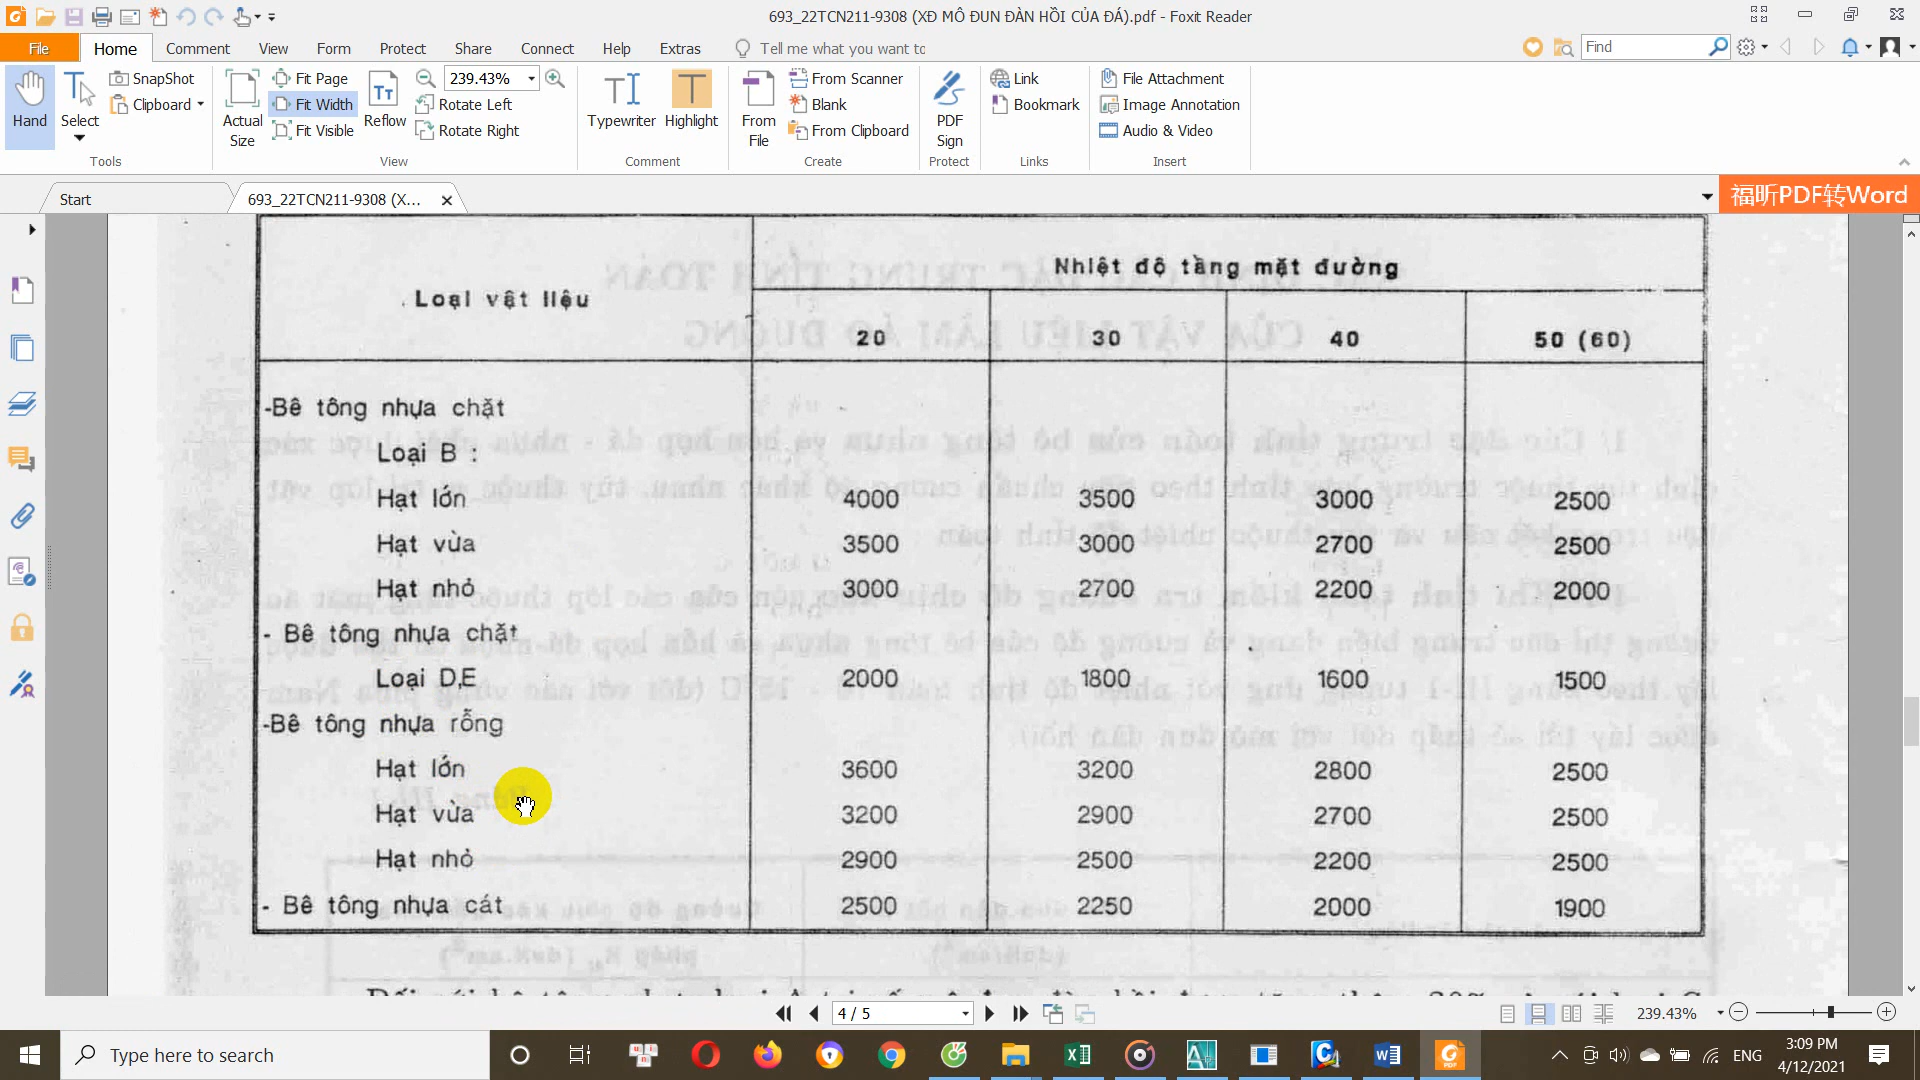 693_22TCN211-9308 (XĐ MÔ ĐUN ĐÀN HỒI CỦA ĐÁ).pdf - Foxit Reader
File Home Comment View Form Protect Share Connect Help Extras Tell me what you want to Find
Hand
Select
SnapShot
Clipboard
Tools
Actual Size
Fit Page
Fit Width
Fit Visible
Reflow
239.43%
Rotate Left
Rotate Right
View
Typewriter
Highlight
Comment
From File
From Scanner
Blank
From Clipboard
Create
PDF Sign
Protect
Link
Bookmark
Links
File Attachment
Image Annotation
Audio & Video
Insert
Start
693_22TCN211-9308 (X...
福昕PDF转Word
Loại vật liệu
Nhiệt độ tầng mặt đường
20 30 40 50 (60)
-Bê tông nhựa chặt
Loại B :
Hạt lớn 4000 3500 3000 2500
Hạt vừa 3500 3000 2700 2500
Hạt nhỏ 3000 2700 2200 2000
- Bê tông nhựa chặt
Loại D,E 2000 1800 1600 1500
-Bê tông nhựa rỗng
Hạt lớn 3600 3200 2800 2500
Hạt vừa 3200 2900 2700 2500
Hạt nhỏ 2900 2500 2200 2500
- Bê tông nhựa cát 2500 2250 2000 1900
4 / 5
239.43%
Type here to search
ENG
3:09 PM
4/12/2021